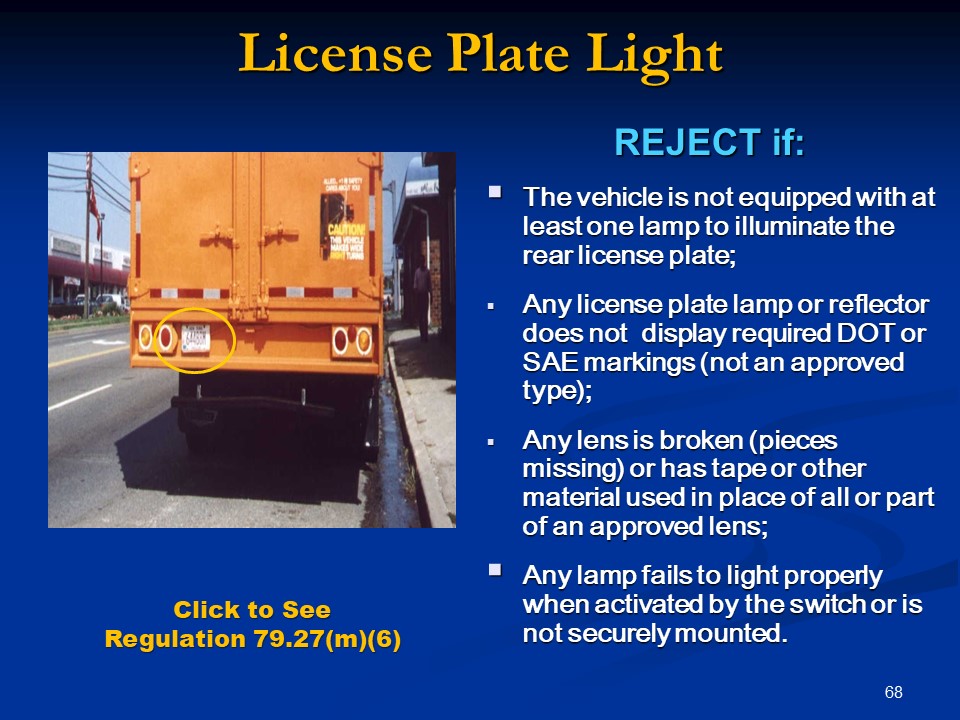 License Plate Light
REJECT if:
The vehicle is not equipped with at
least one lamp to illuminate the
rear license plate;
Any license plate lamp or reflector
does not display required DOT or
SAE markings (not an approved
type);
Any lens is broken (pieces
missing) or has tape or other
material used in place of all or part
of an approved lens;
Any lamp fails to light properly
when activated by the switch or is
not securely mounted.
CAUTION!
THIS VEHICLE
MAKES WIDE
RIGHT TURNS
Click to See
Regulation 79.27(m)(6)
68